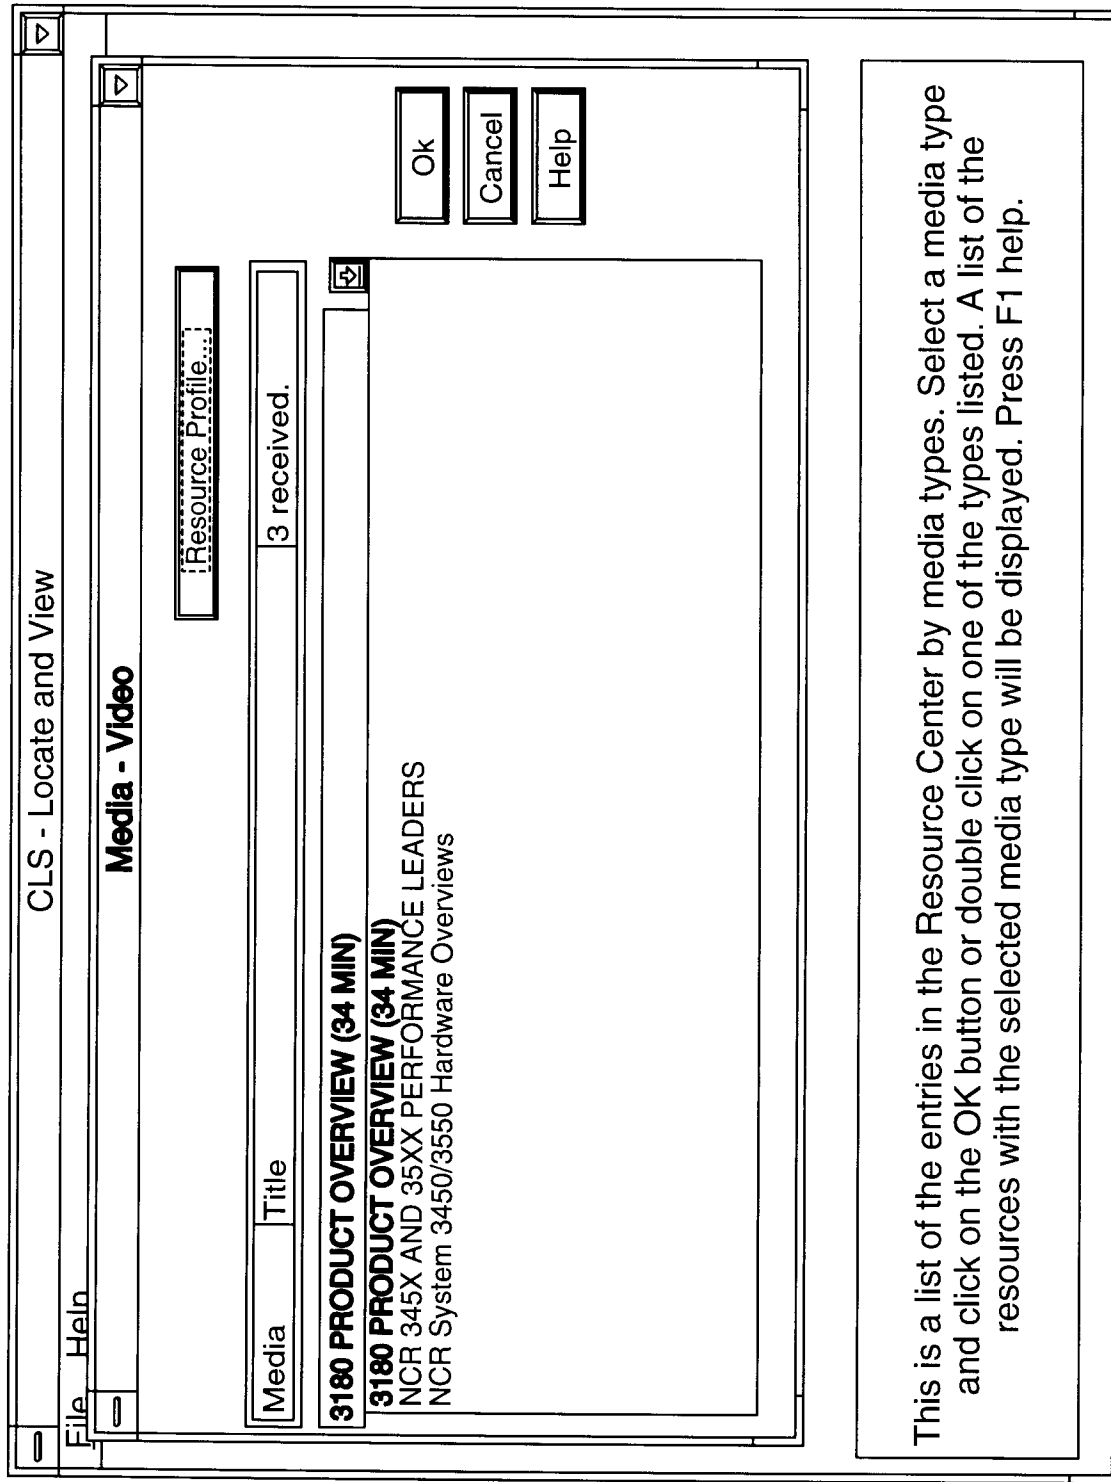 CLS - Locate and View
File Help
Media - Video
Resource Profile...
Media Title 3 received.
3180 PRODUCT OVERVIEW (34 MIN)
3180 PRODUCT OVERVIEW (34 MIN)
NCR 345X AND 35XX PERFORMANCE LEADERS
NCR System 3450/3550 Hardware Overviews
Ok
Cancel
Help
This is a list of the entries in the Resource Center by media types. Select a media type
and click on the OK button or double click on one of the types listed. A list of the
resources with the selected media type will be displayed. Press F1 help.